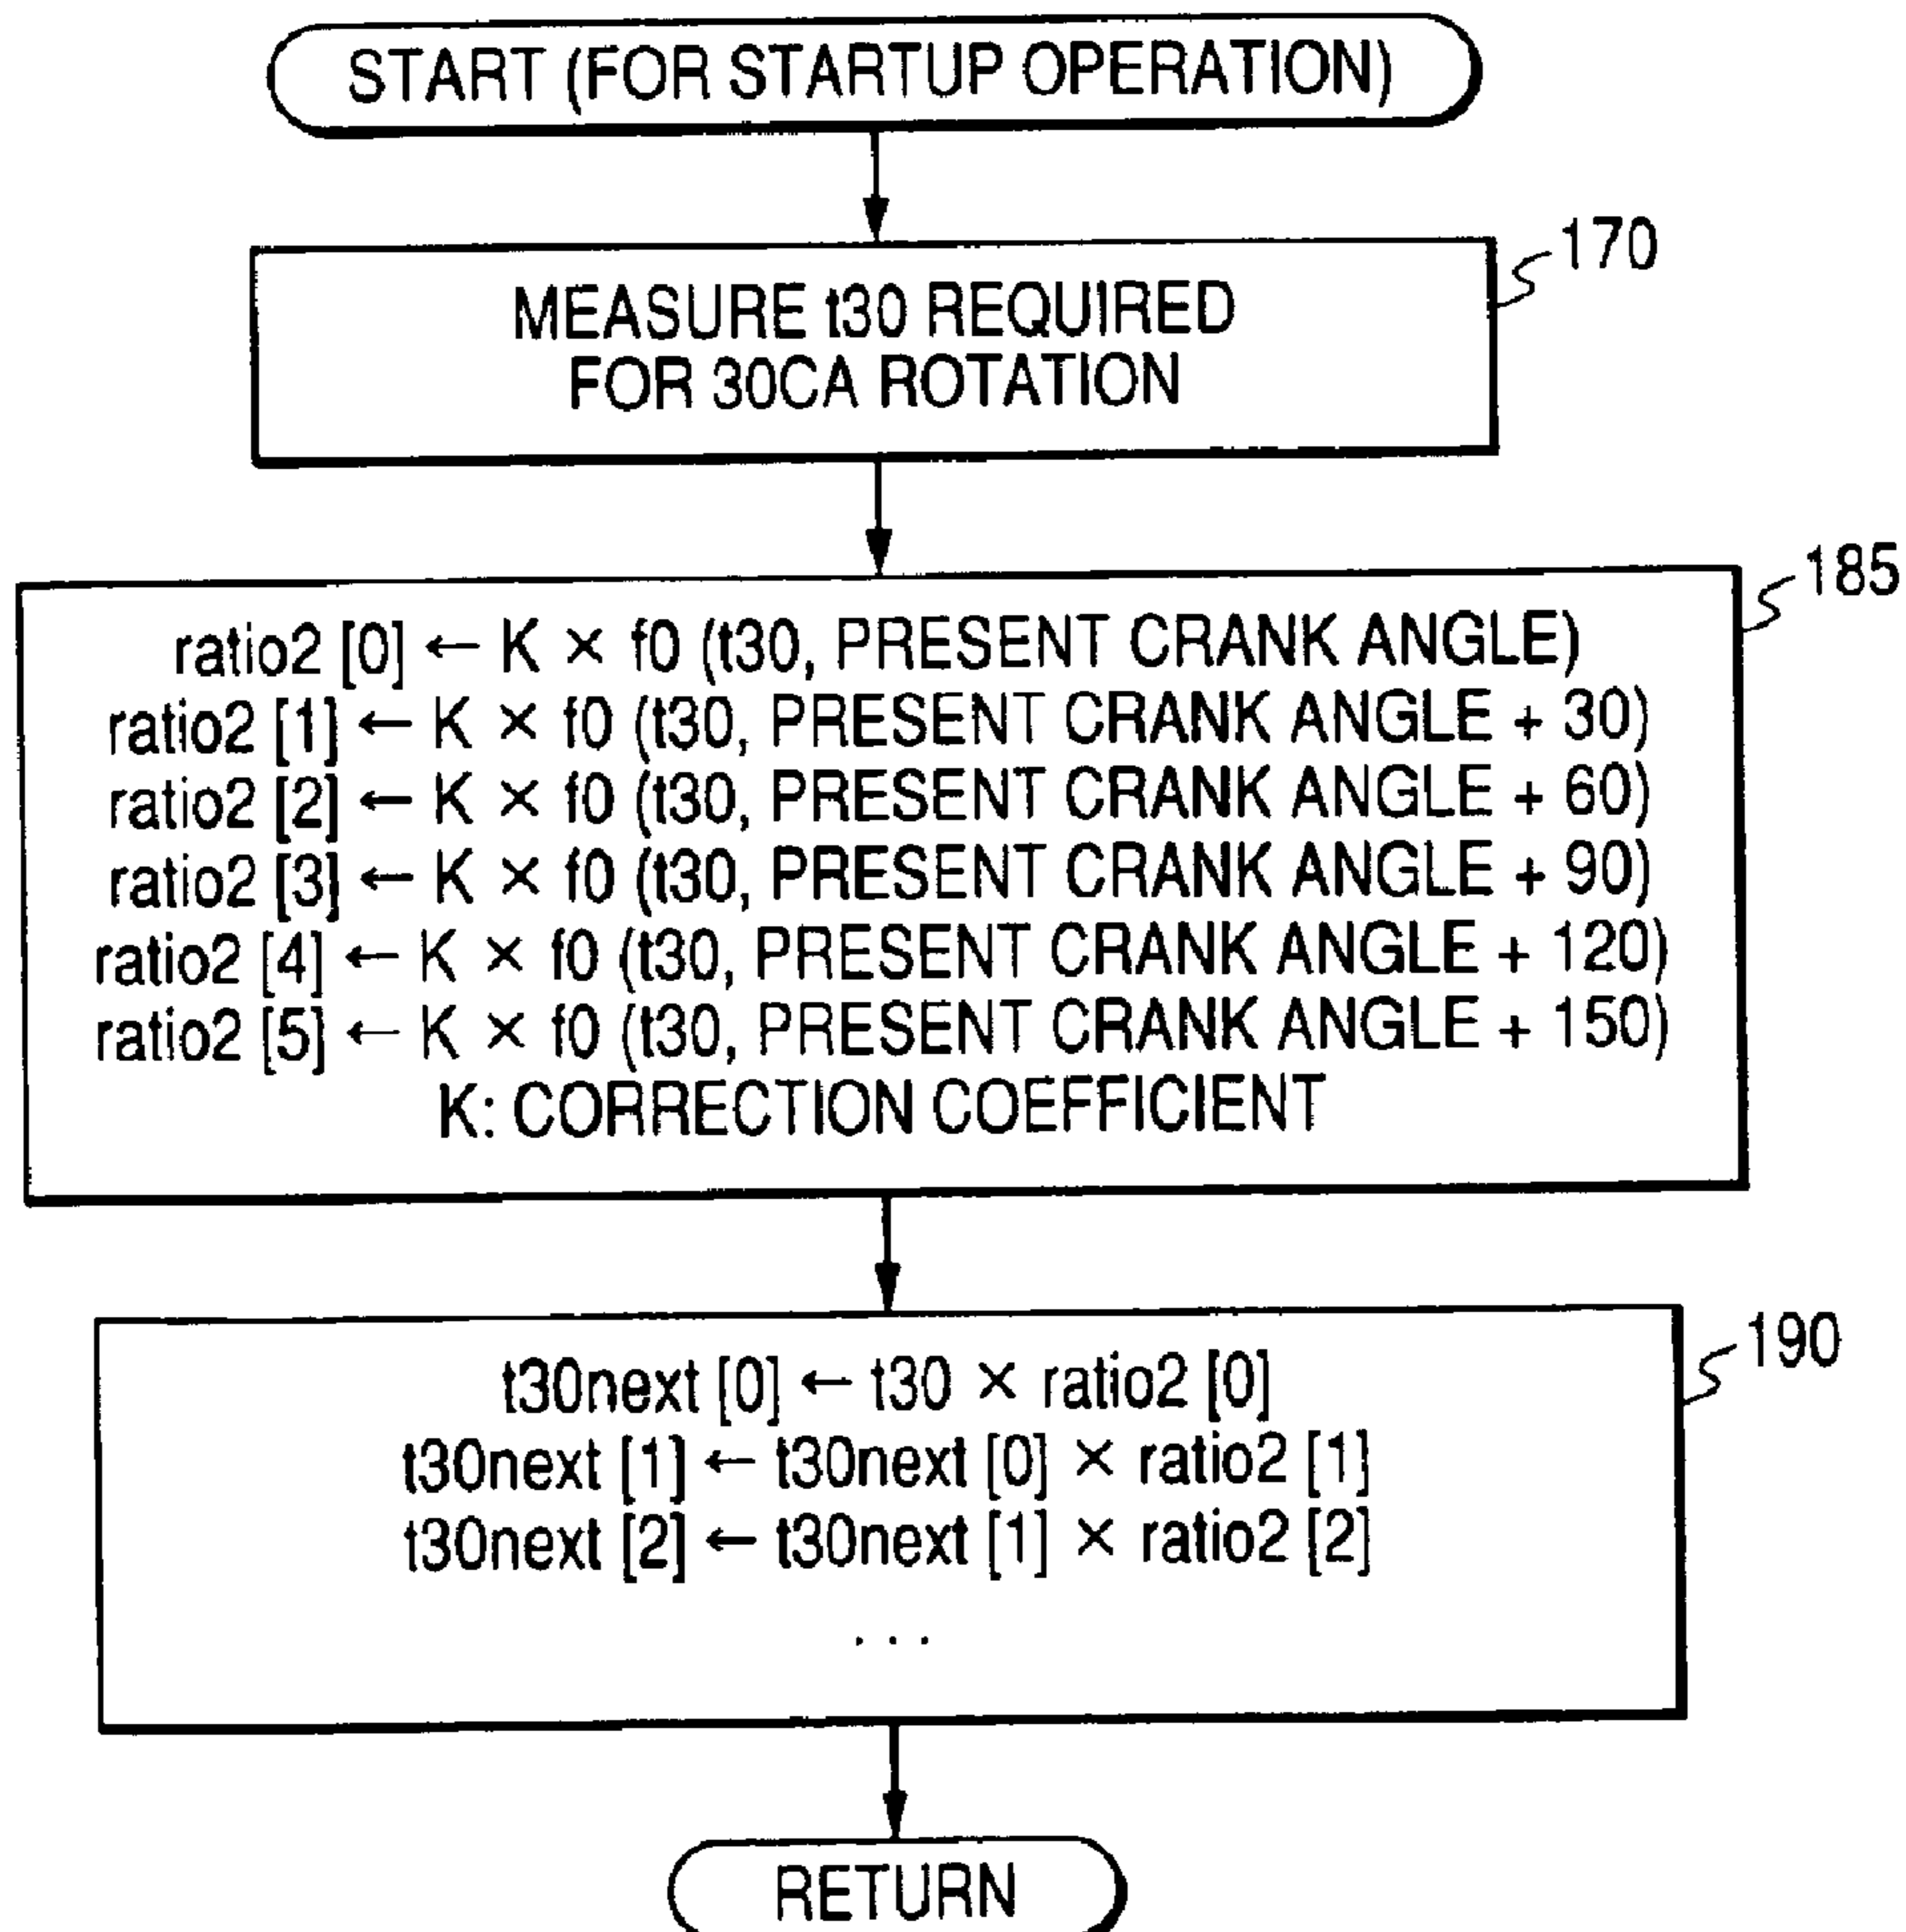 START (FOR STARTUP OPERATION)
170
MEASURE t30 REQUIRED
FOR 30CA ROTATION
185
ratio2 [0] ← K × f0 (t30, PRESENT CRANK ANGLE)
ratio2 [1] ← K × f0 (t30, PRESENT CRANK ANGLE + 30)
ratio2 [2] ← K × f0 (t30, PRESENT CRANK ANGLE + 60)
ratio2 [3] ← K × f0 (t30, PRESENT CRANK ANGLE + 90)
ratio2 [4] ← K × f0 (t30, PRESENT CRANK ANGLE + 120)
ratio2 [5] ← K × f0 (t30, PRESENT CRANK ANGLE + 150)
K: CORRECTION COEFFICIENT
190
t30next [0] ← t30 × ratio2 [0]
t30next [1] ← t30next [0] × ratio2 [1]
t30next [2] ← t30next [1] × ratio2 [2]
...
RETURN